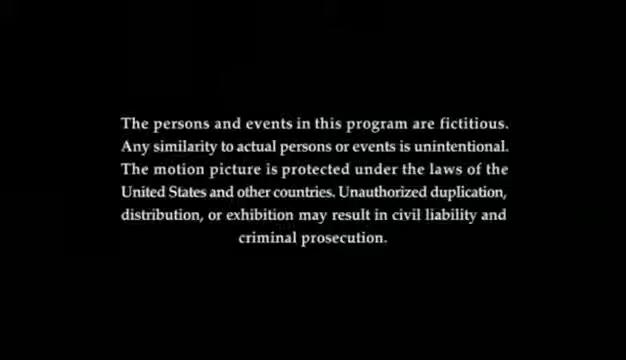 The persons and events in this program are fictitious.
Any similarity to actual persons or events is unintentional.
The motion picture is protected under the laws of the
United States and other countries. Unauthorized duplication,
distribution, or exhibition may result in civil liability and
criminal prosecution.